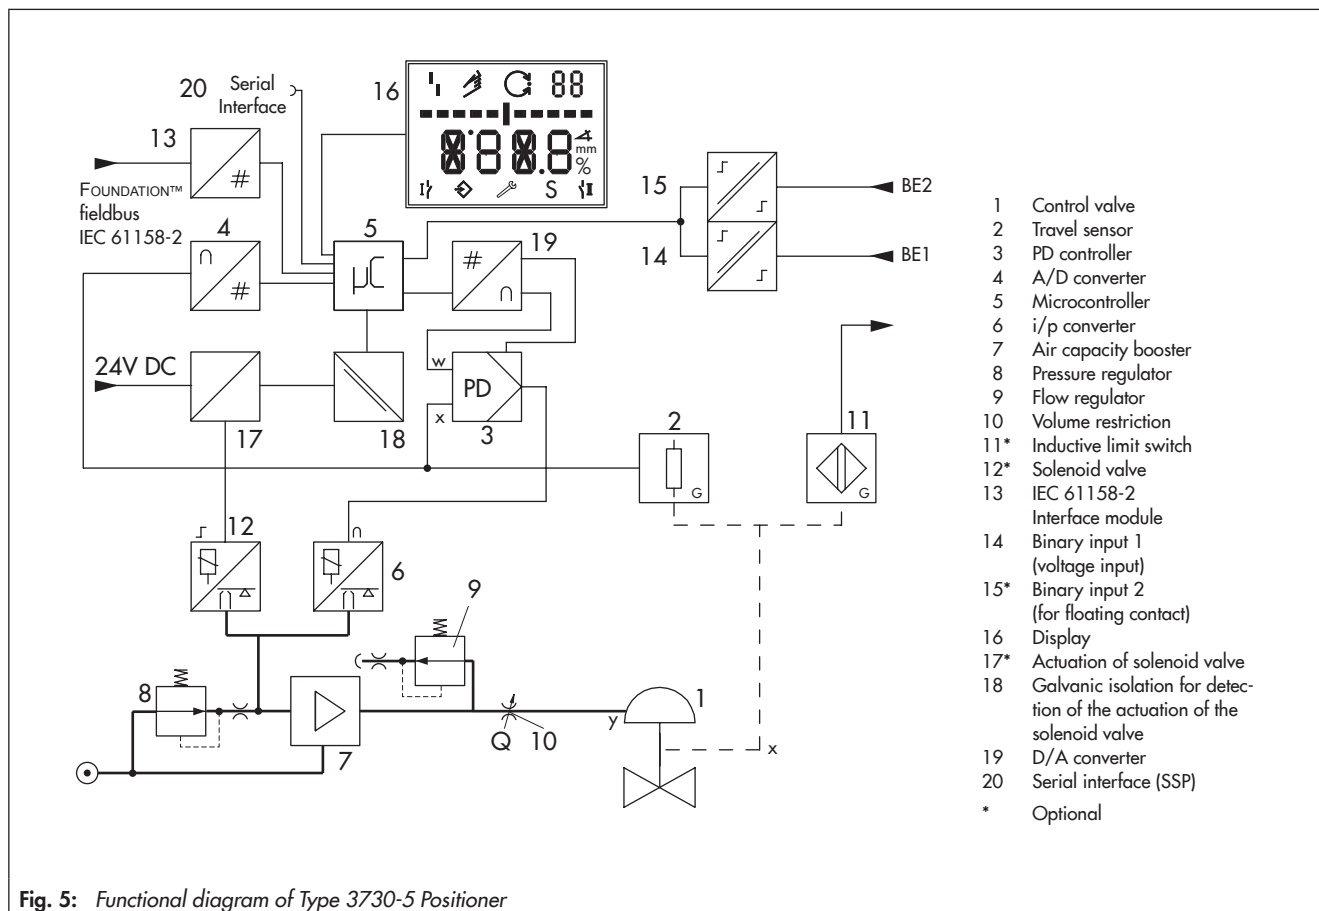 20 Serial
Interface
16
88
8.8 8.8
mm
%
S
13
FOUNDATION™
fieldbus
IEC 61158-2
#
4
#
5
µC
19
#
15
BE2
14
BE1
24V DC
17
18
w
PD
x
3
2
G
11
G
12
6
9
8
7
Q 10
y
1
x
1 Control valve
2 Travel sensor
3 PD controller
4 A/D converter
5 Microcontroller
6 i/p converter
7 Air capacity booster
8 Pressure regulator
9 Flow regulator
10 Volume restriction
11* Inductive limit switch
12* Solenoid valve
13 IEC 61158-2
Interface module
14 Binary input 1
(voltage input)
15* Binary input 2
(for floating contact)
16 Display
17* Actuation of solenoid valve
18 Galvanic isolation for detec-
tion of the actuation of the
solenoid valve
19 D/A converter
20 Serial interface (SSP)
* Optional
Fig. 5: Functional diagram of Type 3730-5 Positioner